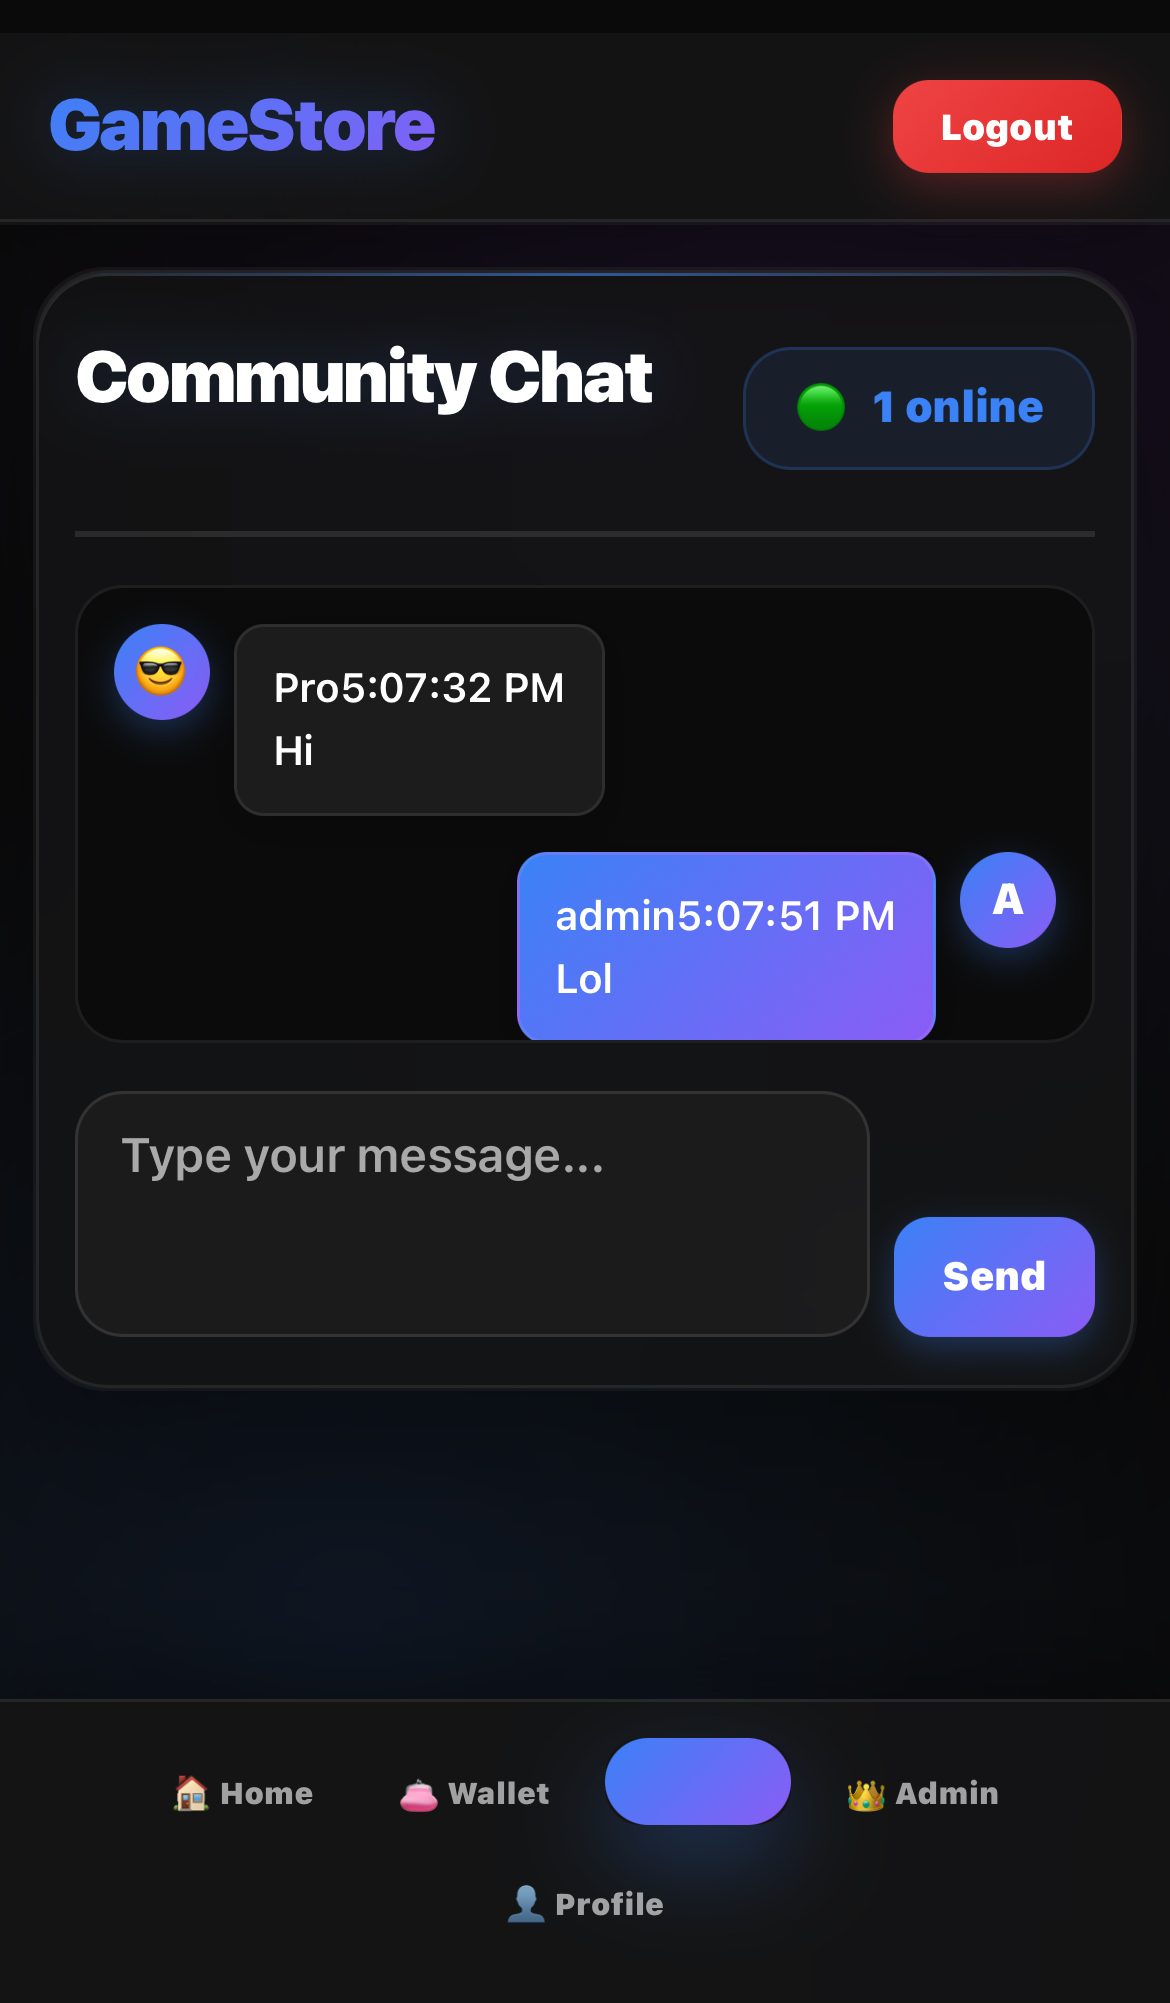 GameStore
Logout
Community Chat
1 online
Pro5:07:32 PM
Hi
admin5:07:51 PM
A
Lol
Type your message...
Send
Home
Wallet
Admin
Profile